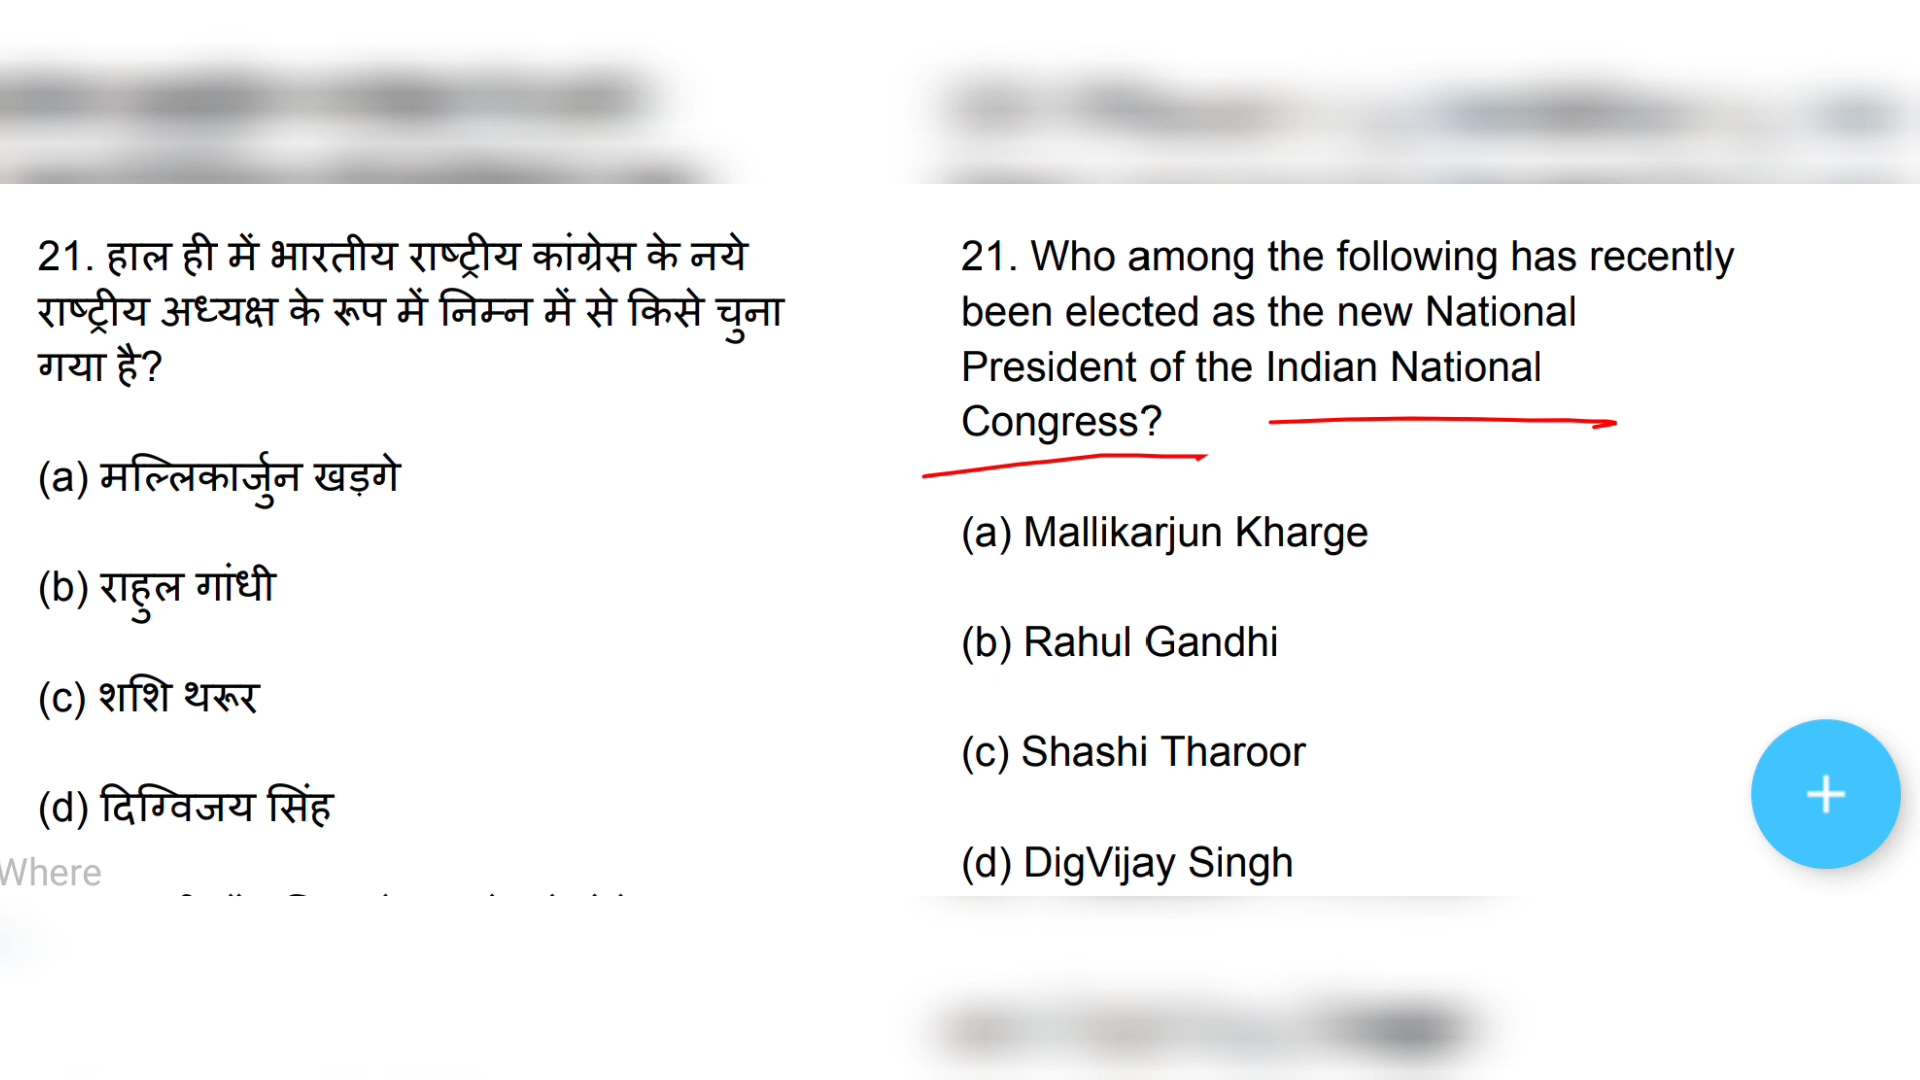 21. हाल ही में भारतीय राष्ट्रीय कांग्रेस के नये
राष्ट्रीय अध्यक्ष के रूप में निम्न में से किसे चुना
गया है?
(a) मल्लिकार्जुन खड़गे
(b) राहुल गांधी
(c) शशि थरूर
(d) दिग्विजय सिंह
Where
21. Who among the following has recently
been elected as the new National
President of the Indian National
Congress?
(a) Mallikarjun Kharge
(b) Rahul Gandhi
(c) Shashi Tharoor
(d) DigVijay Singh
+